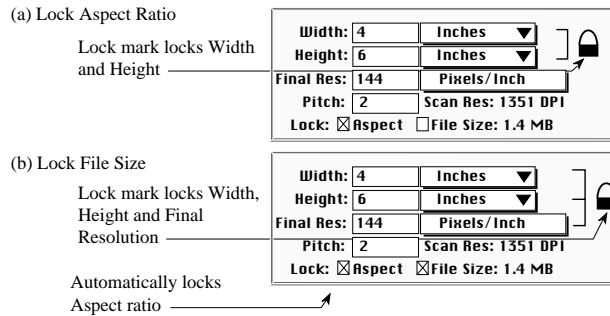 (a) Lock Aspect Ratio
Lock mark locks Width
and Height
Width: 4 Inches
Height: 6 Inches
Final Res: 144 Pixels/Inch
Pitch: 2 Scan Res: 1351 DPI
Lock: Aspect File Size: 1.4 MB
(b) Lock File Size
Lock mark locks Width,
Height and Final
Resolution
Width: 4 Inches
Height: 6 Inches
Final Res: 144 Pixels/Inch
Pitch: 2 Scan Res: 1351 DPI
Lock: Aspect File Size: 1.4 MB
Automatically locks
Aspect ratio